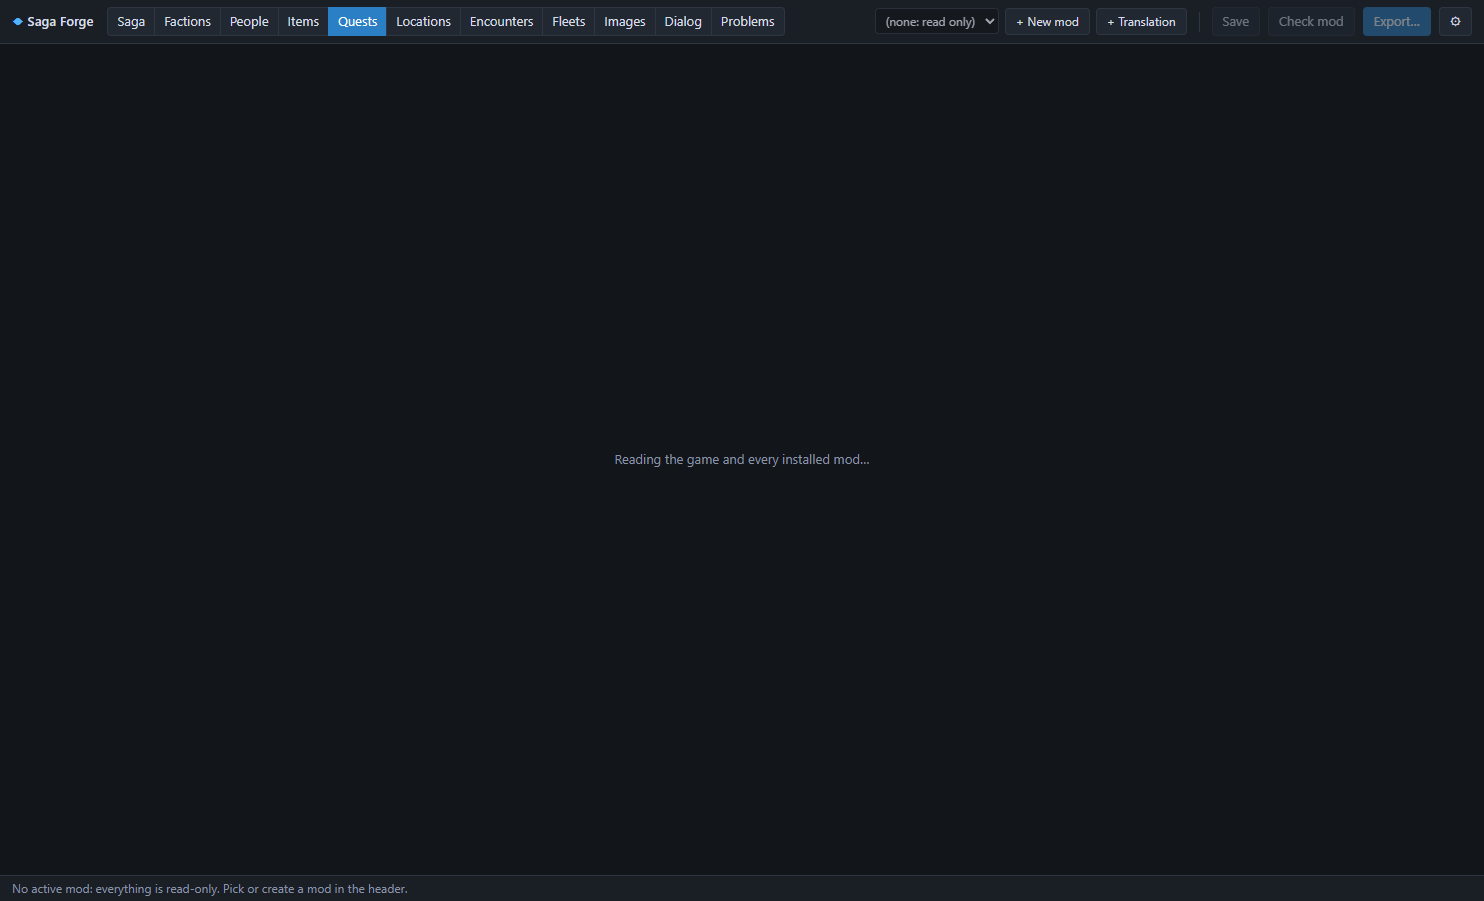 Saga Forge Saga Factions People Items Quests Locations Encounters Fleets Images Dialog Problems (none: read only) + New mod + Translation Save Check mod Export...
Reading the game and every installed mod...
No active mod: everything is read-only. Pick or create a mod in the header.